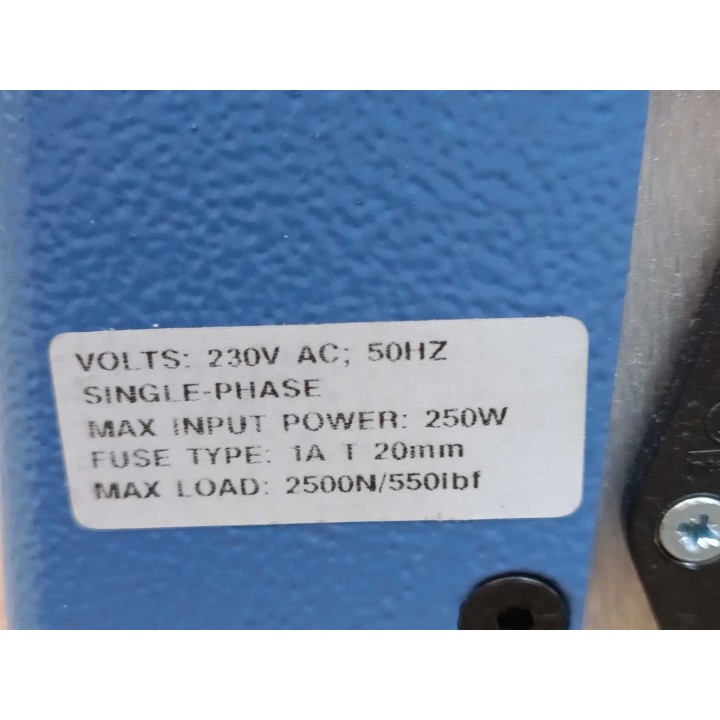 VOLTS: 230V AC; 50HZ
SINGLE-PHASE
MAX INPUT POWER: 250W
FUSE TYPE: 1A T 20mm
MAX LOAD: 2500N/550lbf